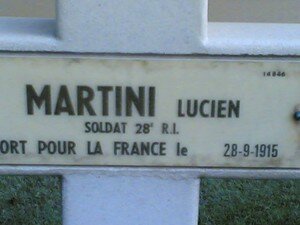 14846
MARTINI LUCIEN
SOLDAT 28e R.I.
ORT POUR LA FRANCE le 28-9-1915